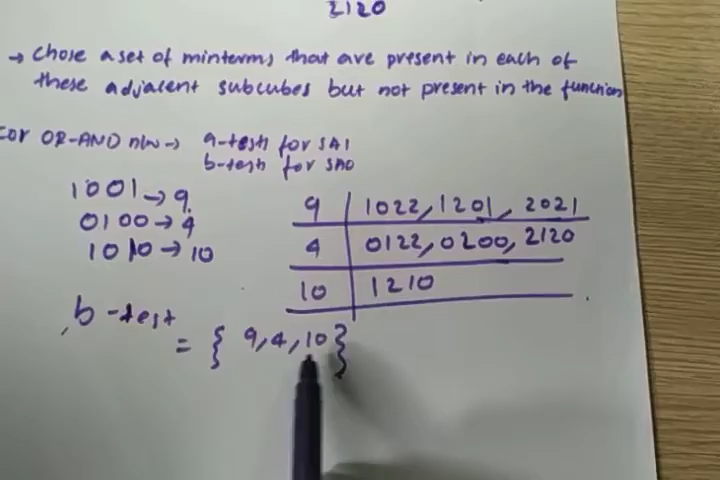 2120
→ Chose a set of minterms that are present in each of
these adjacent subcubes but not present in the function
For OR-AND n/w → a-test for SA1
b-test for SA0
1001 → 9
0100 → 4
1010 → 10
9 | 1022, 1201, 2021
4 | 0122, 0200, 2120
10 | 1210
b-test
= { 9, 4, 10}